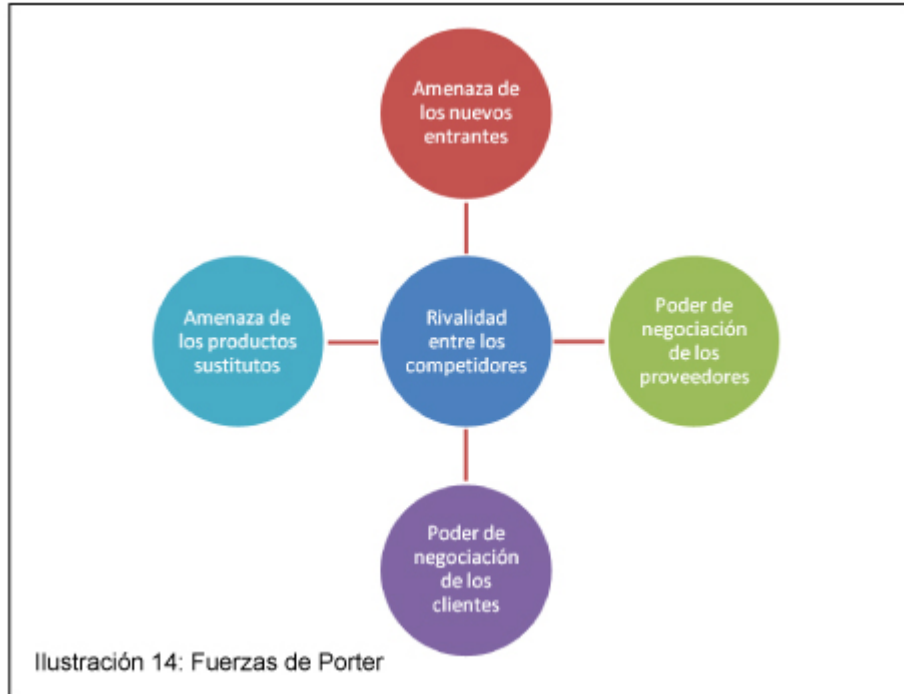 Amenaza de
los nuevos
entrantes
Amenaza de
los productos
sustitutos
Rivalidad
entre los
competidores
Poder de
negociación
de los
proveedores
Poder de
negociación
de los
clientes
Ilustración 14: Fuerzas de Porter